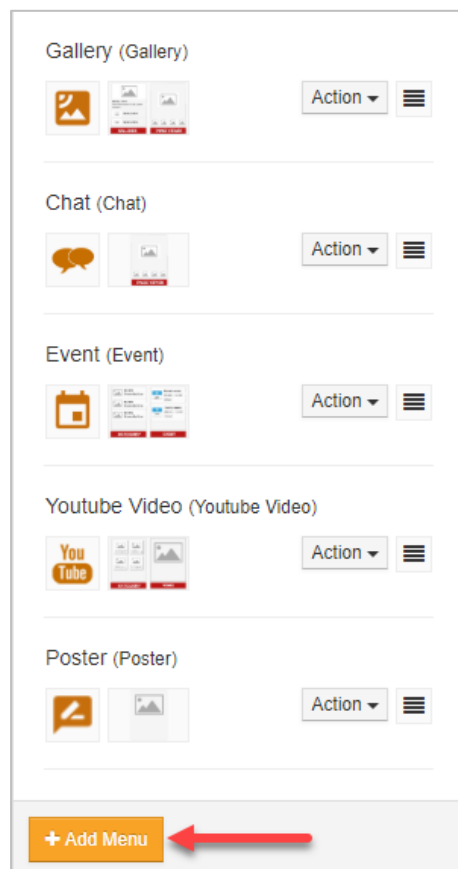 Gallery (Gallery)
Action
Chat (Chat)
Action
Event (Event)
Action
Youtube Video (Youtube Video)
You
Tube
Action
Poster (Poster)
Action
+ Add Menu